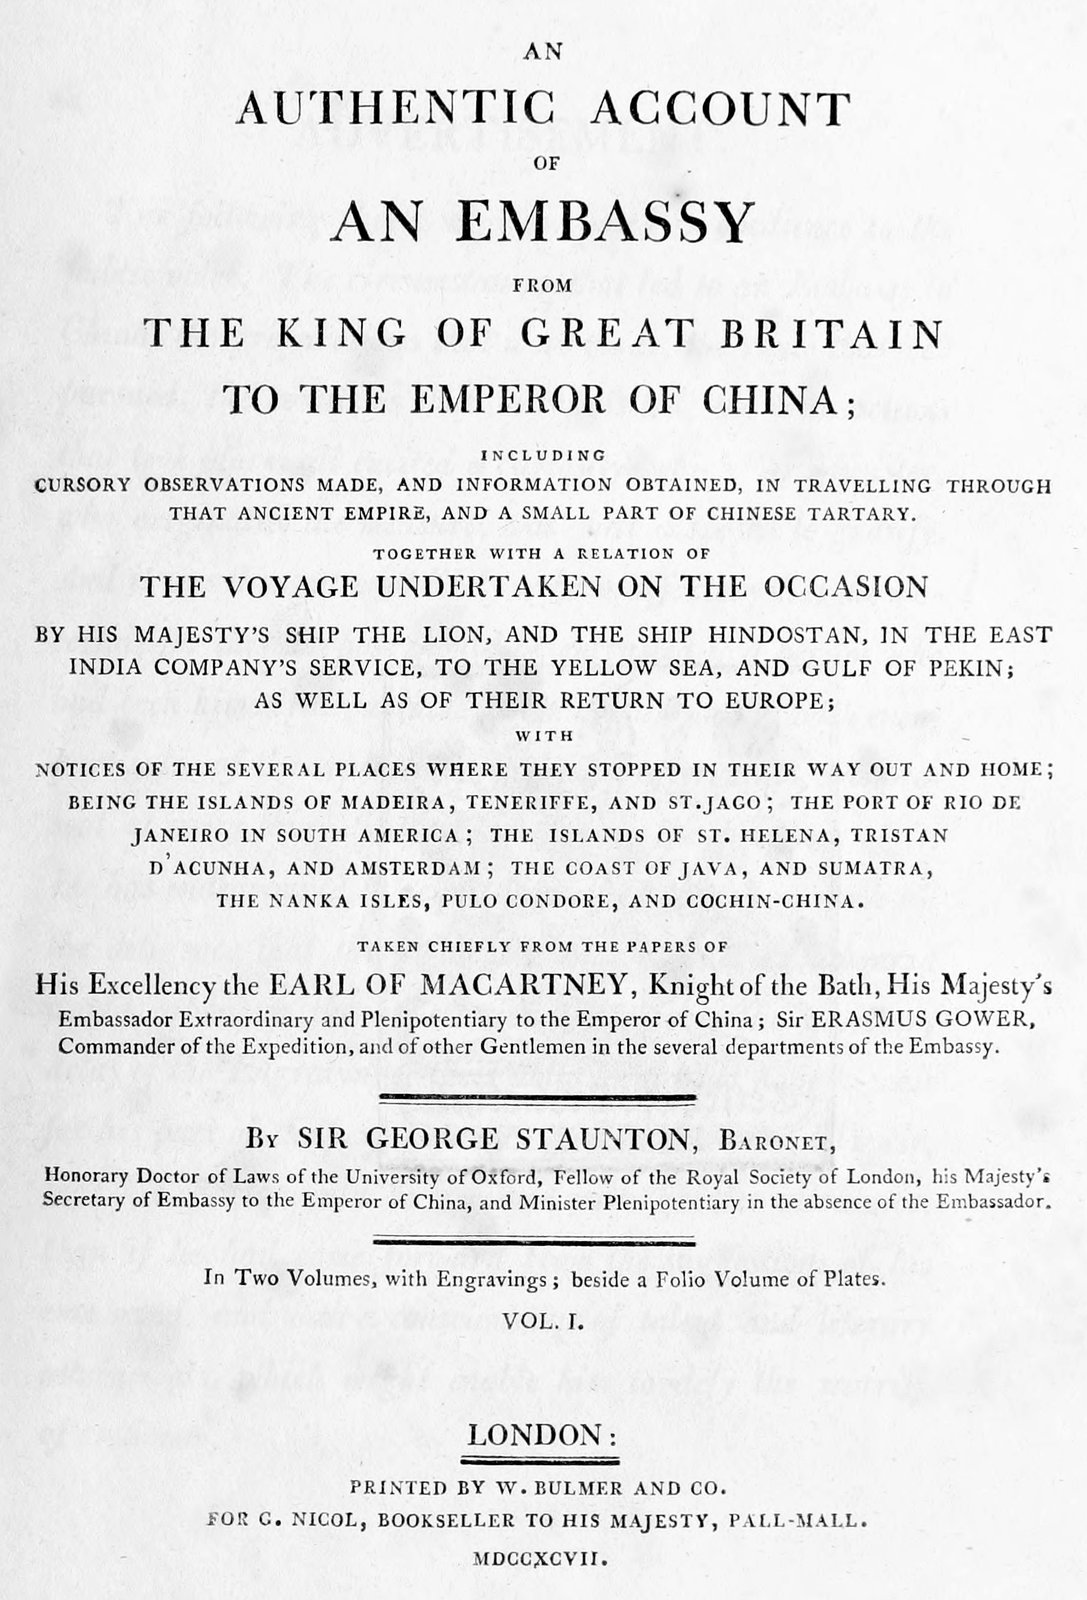 AN
AUTHENTIC ACCOUNT
OF
AN EMBASSY
FROM
THE KING OF GREAT BRITAIN
TO THE EMPEROR OF CHINA;
INCLUDING
CURSORY OBSERVATIONS MADE, AND INFORMATION OBTAINED, IN TRAVELLING THROUGH
THAT ANCIENT EMPIRE, AND A SMALL PART OF CHINESE TARTARY.
TOGETHER WITH A RELATION OF
THE VOYAGE UNDERTAKEN ON THE OCCASION
BY HIS MAJESTY'S SHIP THE LION, AND THE SHIP HINDOSTAN, IN THE EAST
INDIA COMPANY'S SERVICE, TO THE YELLOW SEA, AND GULF OF PEKIN;
AS WELL AS OF THEIR RETURN TO EUROPE;
WITH
NOTICES OF THE SEVERAL PLACES WHERE THEY STOPPED IN THEIR WAY OUT AND HOME;
BEING THE ISLANDS OF MADEIRA, TENERIFFE, AND ST. JAGO; THE PORT OF RIO DE
JANEIRO IN SOUTH AMERICA; THE ISLANDS OF ST. HELENA, TRISTAN
D'ACUNHA, AND AMSTERDAM; THE COAST OF JAVA, AND SUMATRA,
THE NANKA ISLES, PULO CONDORE, AND COCHIN-CHINA.
TAKEN CHIEFLY FROM THE PAPERS OF
His Excellency the EARL OF MACARTNEY, Knight of the Bath, His Majesty's
Embassador Extraordinary and Plenipotentiary to the Emperor of China; Sir ERASMUS GOWER,
Commander of the Expedition, and of other Gentlemen in the several departments of the Embassy.
By SIR GEORGE STAUNTON, Baronet,
Honorary Doctor of Laws of the University of Oxford, Fellow of the Royal Society of London, his Majesty's
Secretary of Embassy to the Emperor of China, and Minister Plenipotentiary in the absence of the Embassador.
In Two Volumes, with Engravings; beside a Folio Volume of Plates.
VOL. I.
LONDON:
PRINTED BY W. BULMER AND CO.
FOR G. NICOL, BOOKSELLER TO HIS MAJESTY, PALL-MALL.
MDCCXCVII.